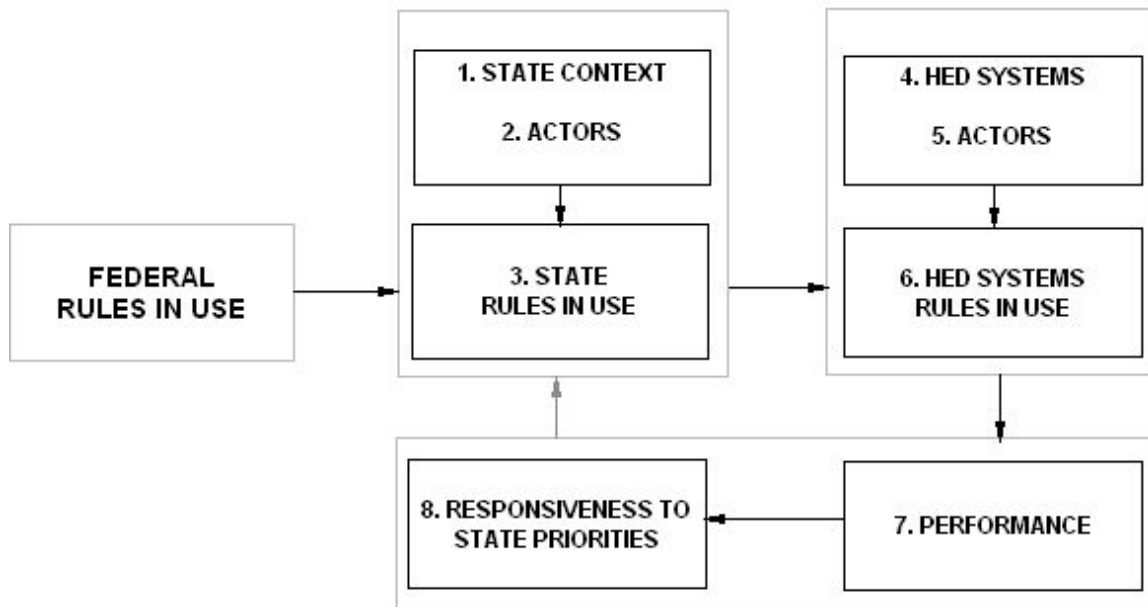 1. STATE CONTEXT
2. ACTORS
4. HED SYSTEMS
5. ACTORS
FEDERAL
RULES IN USE
3. STATE
RULES IN USE
6. HED SYSTEMS
RULES IN USE
8. RESPONSIVENESS TO
STATE PRIORITIES
7. PERFORMANCE